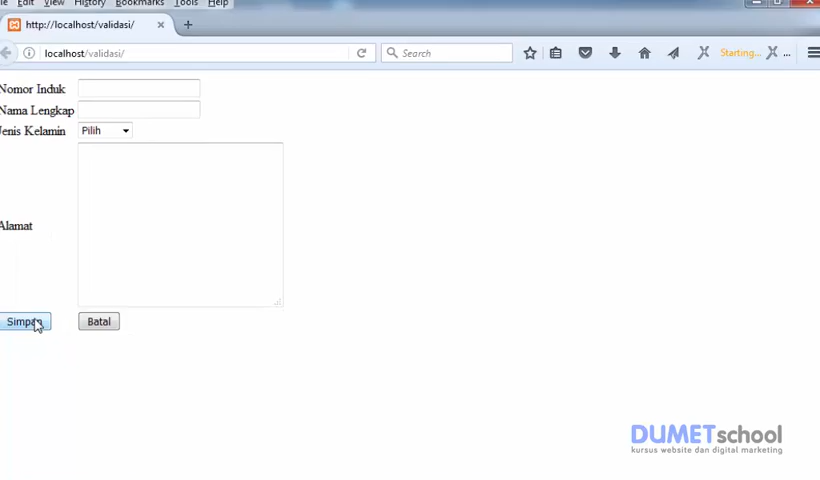 Edit View History Bookmarks Tools Help
http://localhost/validasi/
localhost/validasi/ Search Starting... ...
Nomor Induk
Nama Lengkap
Jenis Kelamin Pilih
Alamat
Simpan Batal
DUMETschool
kursus website dan digital marketing